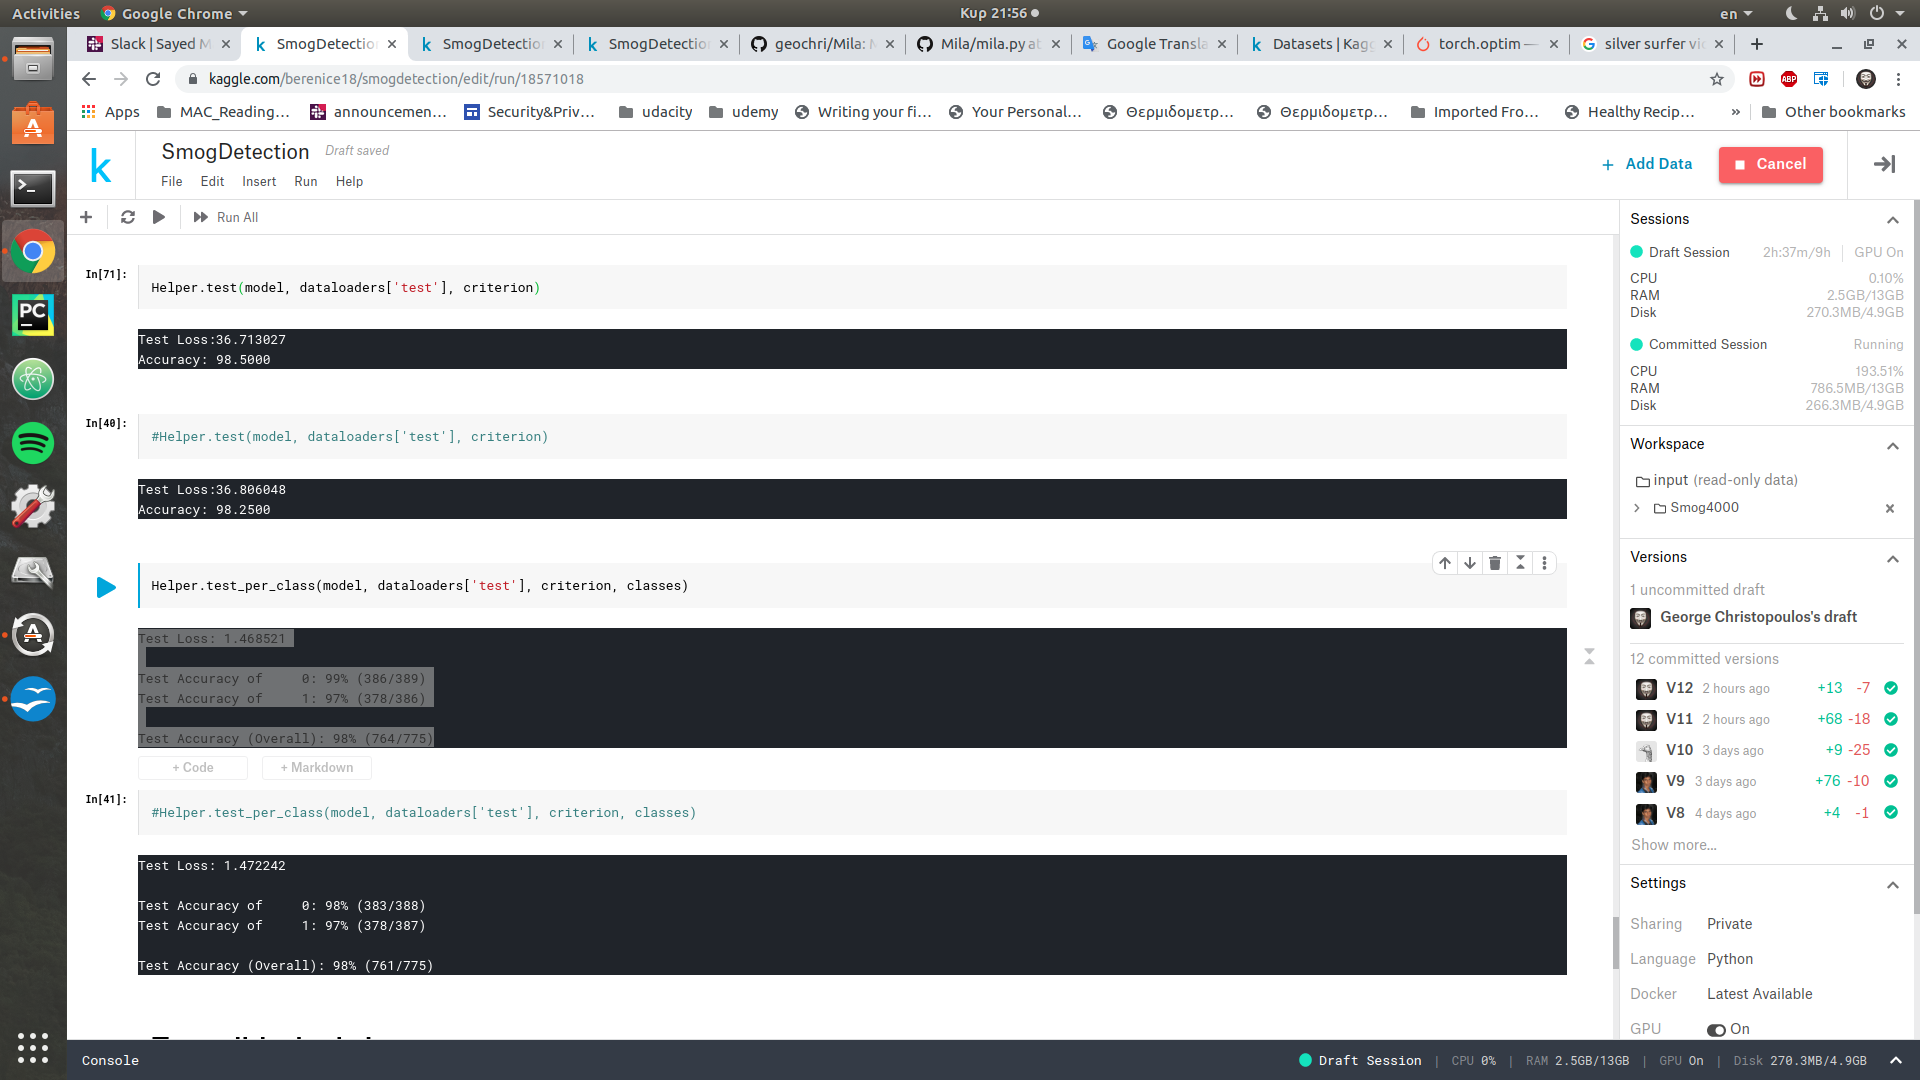 Activities Google Chrome Κυρ 21:56 en
Slack | Sayed M SmogDetection SmogDetection SmogDetection geochri/Mila: M Mila/mila.py at Google Transla Datasets | Kagg torch.optim — silver surfer vi
kaggle.com/berenice18/smogdetection/edit/run/18571018 ABP
Apps MAC_Reading... announcemen... Security&Priv... udacity udemy Writing your fi... Your Personal... Θερμιδομετρ... Θερμιδομετρ... Imported Fro... Healthy Recip... » Other bookmarks
k SmogDetection Draft saved
+ Add Data Cancel
File Edit Insert Run Help
Run All
In[71]:
Helper.test(model, dataloaders['test'], criterion)
Test Loss:36.713027
Accuracy: 98.5000
In[40]:
#Helper.test(model, dataloaders['test'], criterion)
Test Loss:36.806048
Accuracy: 98.2500
Helper.test_per_class(model, dataloaders['test'], criterion, classes)
Test Loss: 1.468521
Test Accuracy of 0: 99% (386/389)
Test Accuracy of 1: 97% (378/386)
Test Accuracy (Overall): 98% (764/775)
+ Code + Markdown
In[41]:
#Helper.test_per_class(model, dataloaders['test'], criterion, classes)
Test Loss: 1.472242
Test Accuracy of 0: 98% (383/388)
Test Accuracy of 1: 97% (378/387)
Test Accuracy (Overall): 98% (761/775)
Sessions
Draft Session 2h:37m/9h GPU On
CPU 0.10%
RAM 2.5GB/13GB
Disk 270.3MB/4.9GB
Committed Session Running
CPU 193.51%
RAM 786.5MB/13GB
Disk 266.3MB/4.9GB
Workspace
input (read-only data)
Smog4000
Versions
1 uncommitted draft
George Christopoulos's draft
12 committed versions
V12 2 hours ago +13 -7
V11 2 hours ago +68 -18
V10 3 days ago +9 -25
V9 3 days ago +76 -10
V8 4 days ago +4 -1
Show more...
Settings
Sharing Private
Language Python
Docker Latest Available
GPU On
Console Draft Session | CPU 0% | RAM 2.5GB/13GB | GPU On | Disk 270.3MB/4.9GB
PC